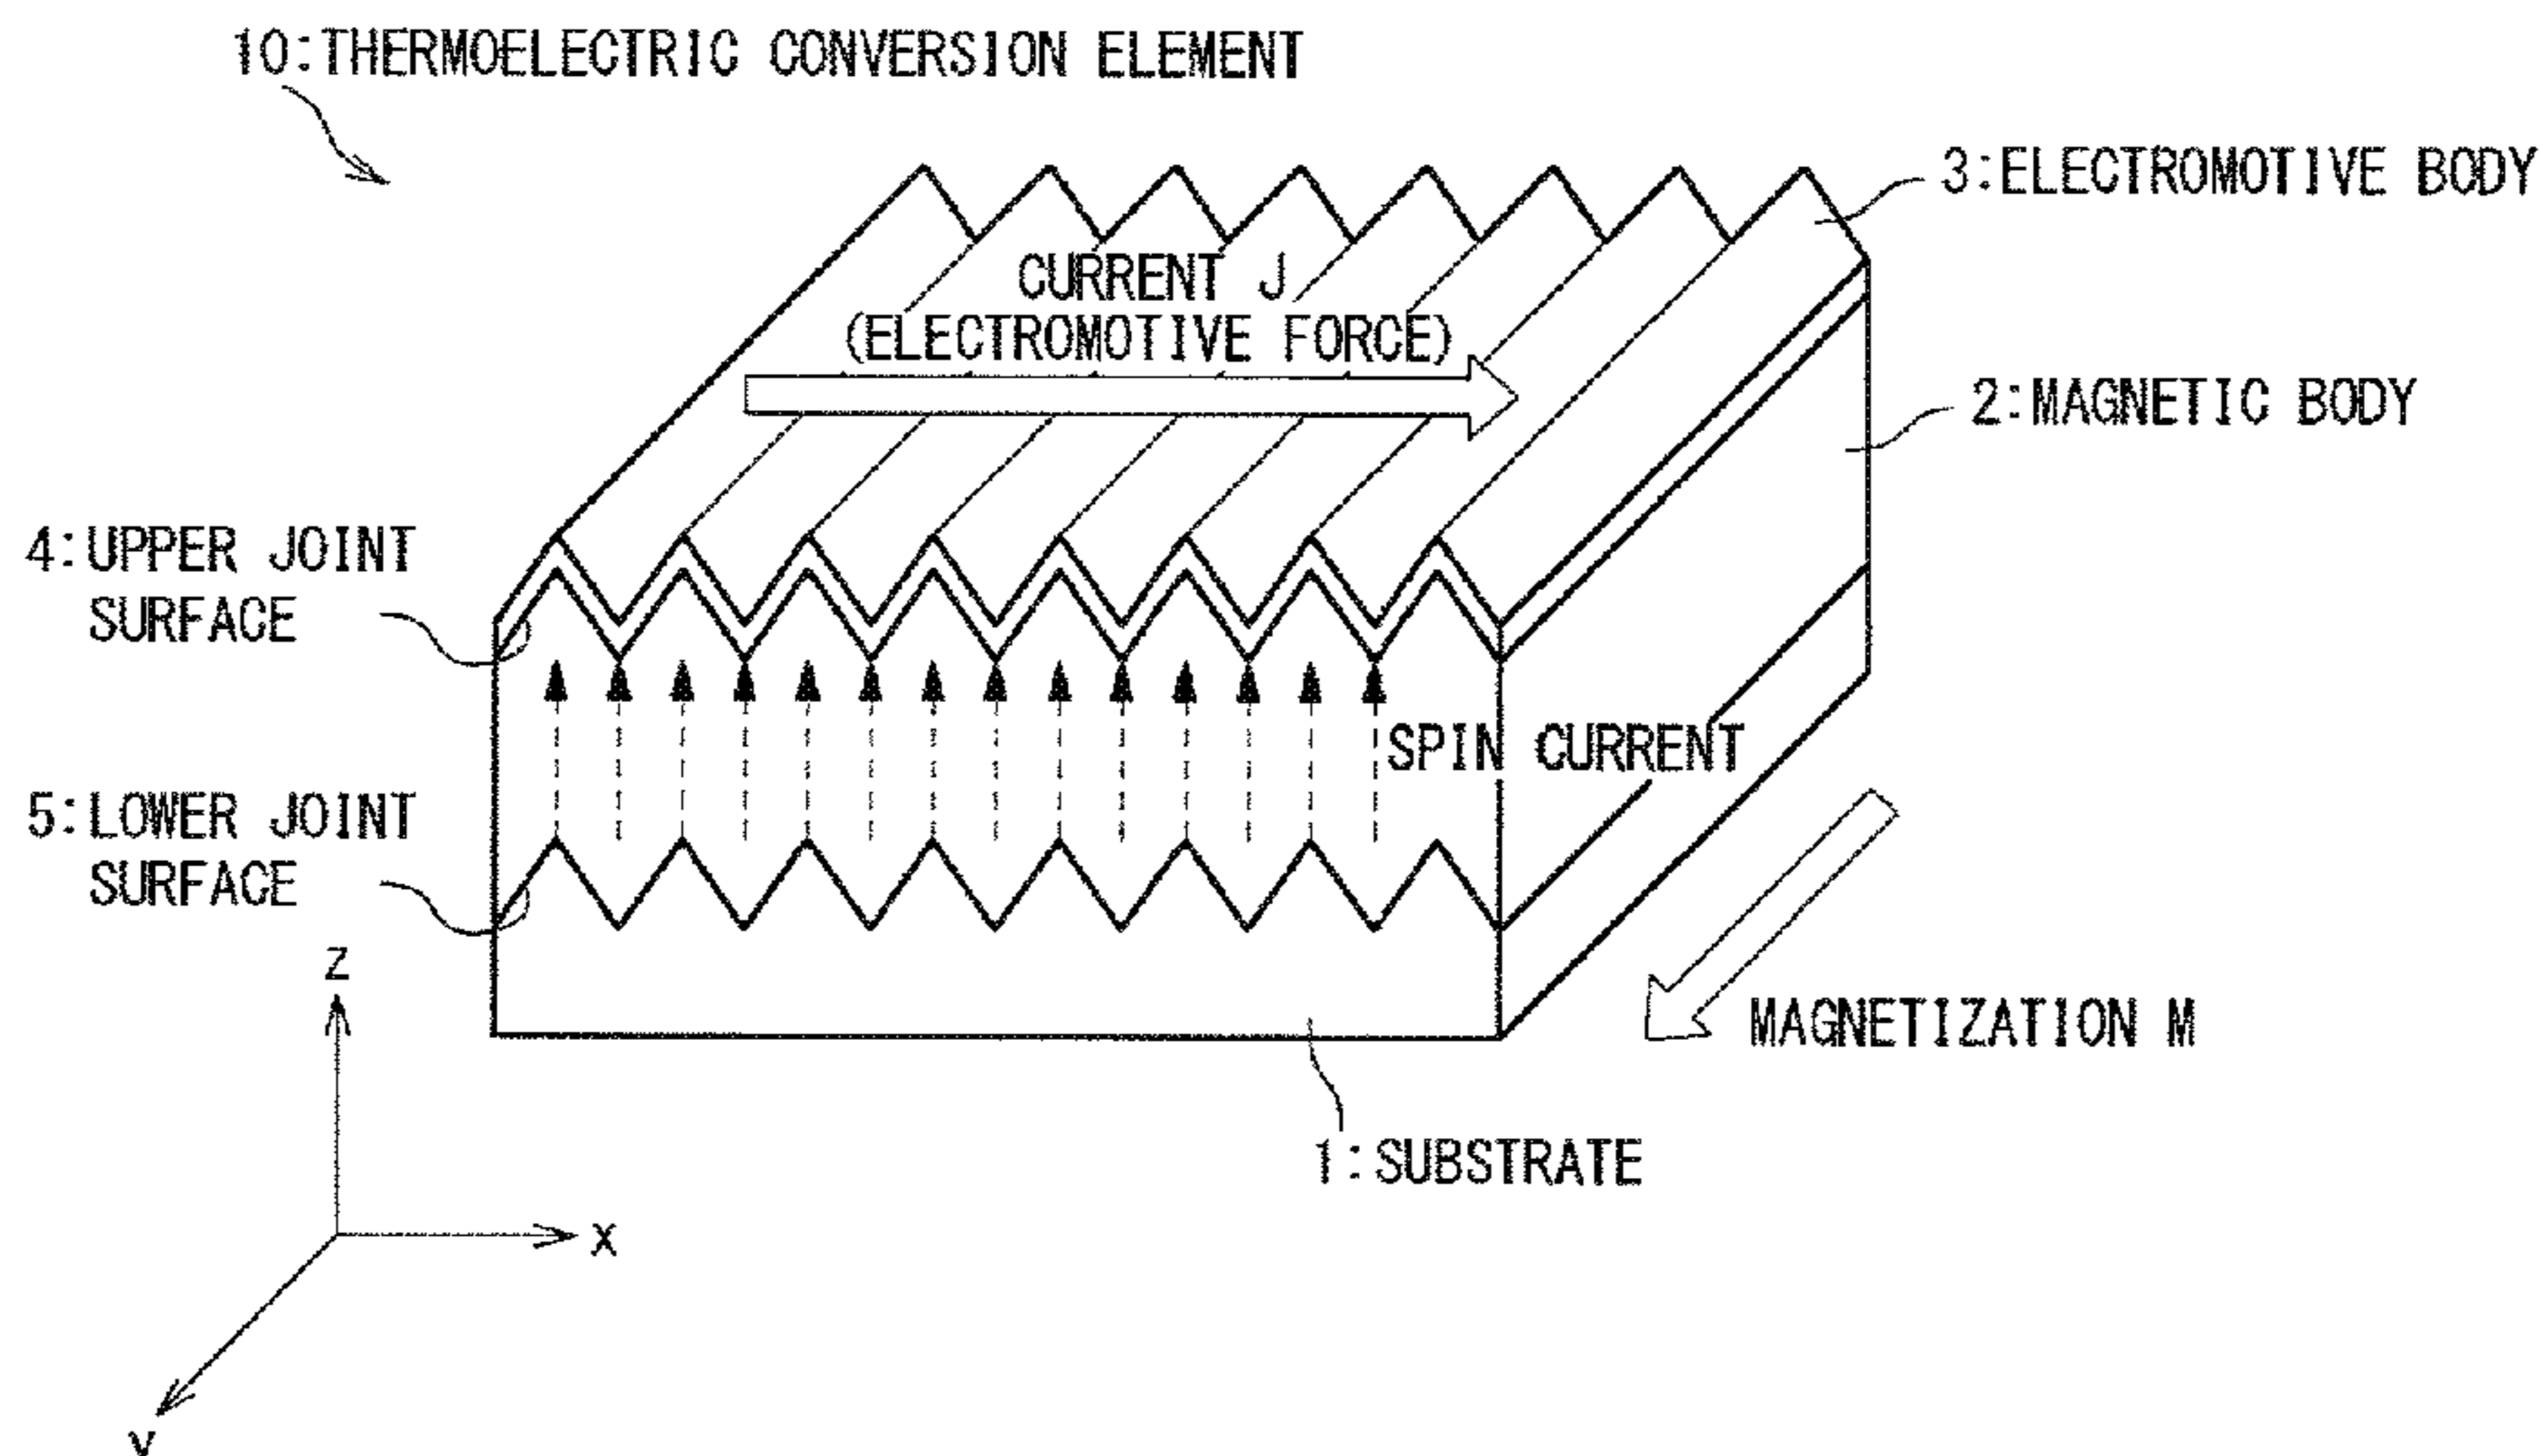 10:THERMOELECTRIC CONVERSION ELEMENT
3:ELECTROMOTIVE BODY
CURRENT J
(ELECTROMOTIVE FORCE)
2:MAGNETIC BODY
4:UPPER JOINT
SURFACE
SPIN CURRENT
5:LOWER JOINT
SURFACE
z
MAGNETIZATION M
1:SUBSTRATE
x
y